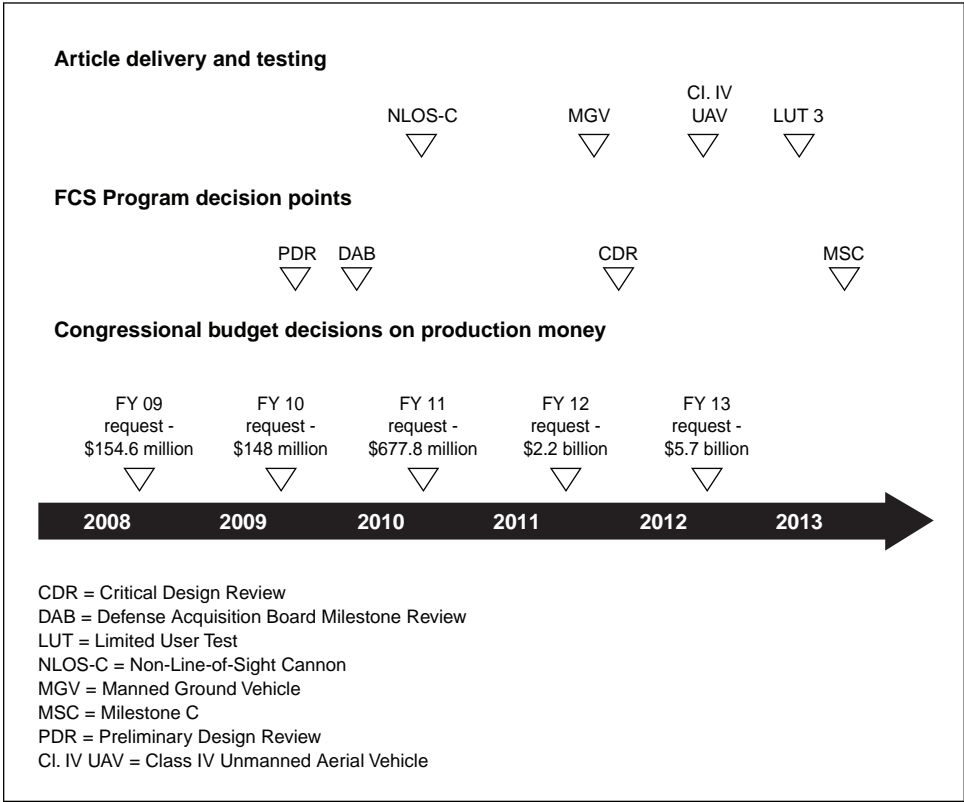 Article delivery and testing
NLOS-C
MGV
Cl. IV
UAV
LUT 3
FCS Program decision points
PDR
DAB
CDR
MSC
Congressional budget decisions on production money
FY 09
request -
$154.6 million
FY 10
request -
$148 million
FY 11
request -
$677.8 million
FY 12
request -
$2.2 billion
FY 13
request -
$5.7 billion
2008
2009
2010
2011
2012
2013
CDR = Critical Design Review
DAB = Defense Acquisition Board Milestone Review
LUT = Limited User Test
NLOS-C = Non-Line-of-Sight Cannon
MGV = Manned Ground Vehicle
MSC = Milestone C
PDR = Preliminary Design Review
Cl. IV UAV = Class IV Unmanned Aerial Vehicle